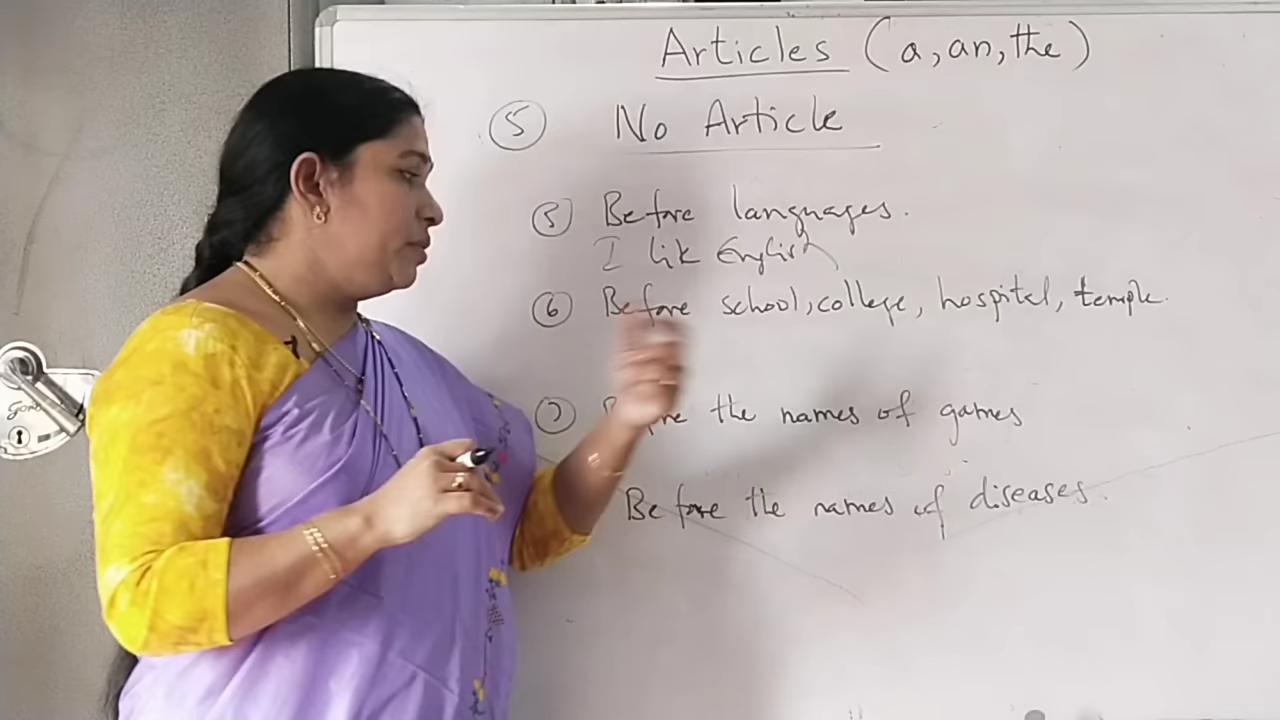 Articles (a, an, the)
5 No Article
5 Before languages.
I like English
6 Before school, college, hospital, temple.
7 the names of games
Before the names of diseases.